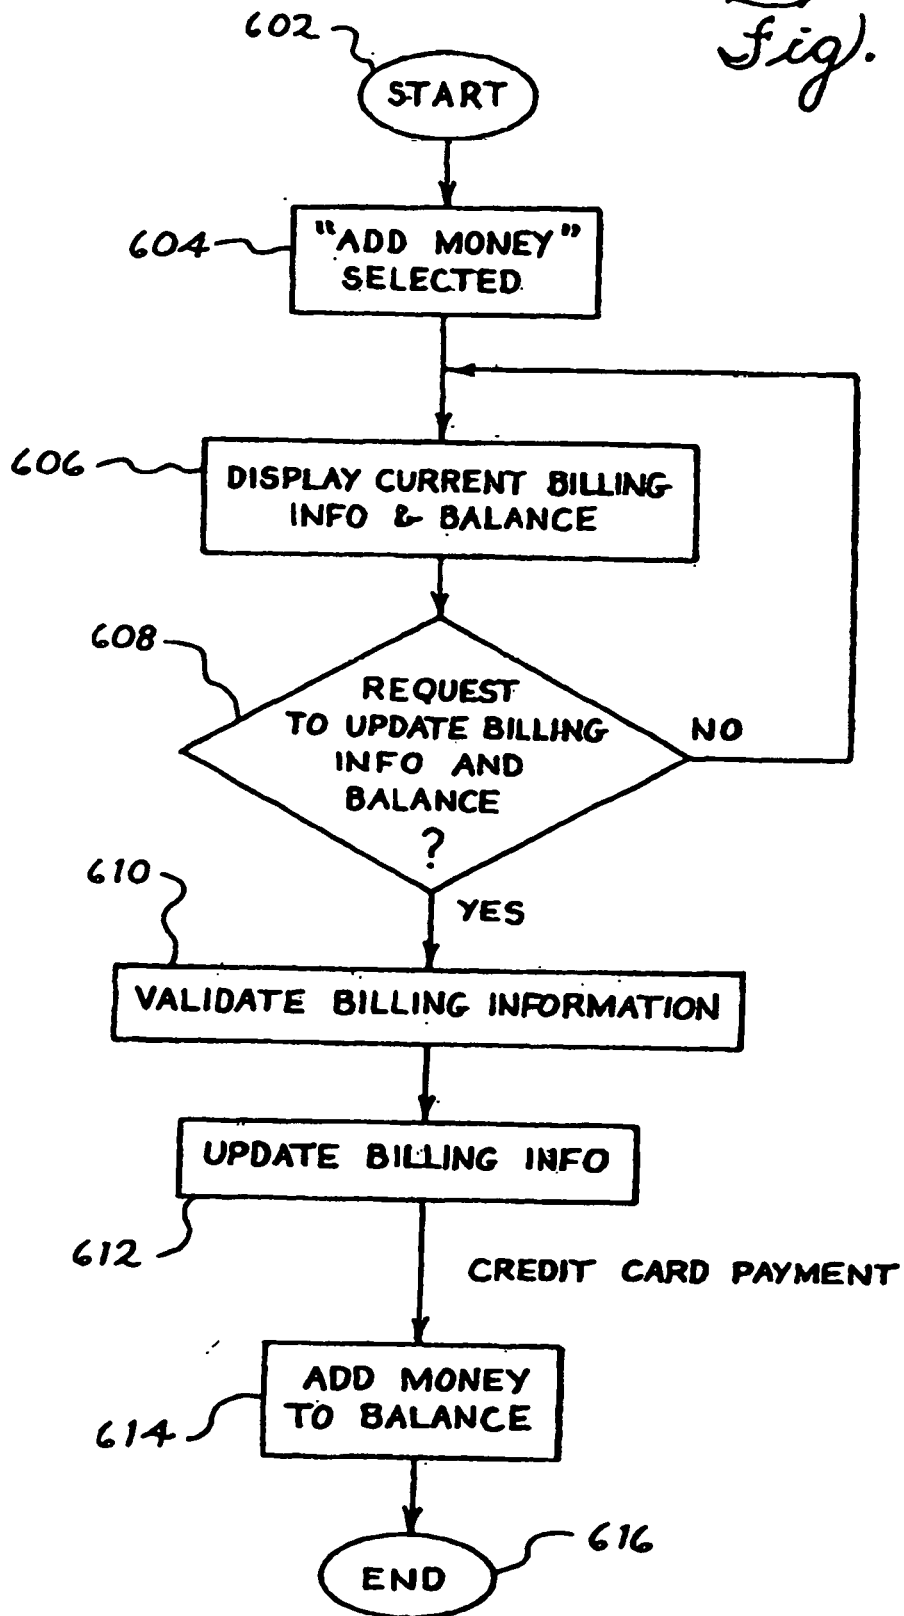 Fig.
602
START
604
"ADD MONEY"
SELECTED
606
DISPLAY CURRENT BILLING
INFO & BALANCE
608
REQUEST
TO UPDATE BILLING
INFO AND
BALANCE
?
NO
610
YES
VALIDATE BILLING INFORMATION
UPDATE BILLING INFO
612
CREDIT CARD PAYMENT
ADD MONEY
TO BALANCE
614
616
END